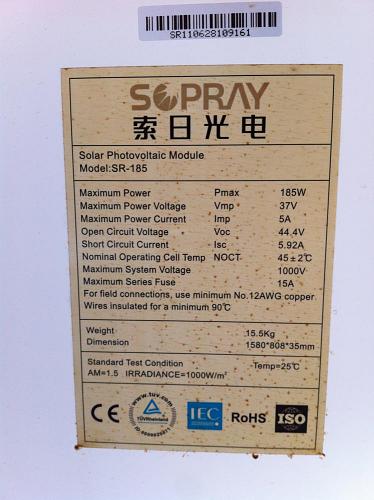 SR110628109161
SOPRAY
索日光电
Solar Photovoltaic Module
Model:SR-185
Maximum Power Pmax 185W
Maximum Power Voltage Vmp 37V
Maximum Power Current Imp 5A
Open Circuit Voltage Voc 44.4V
Short Circuit Current Isc 5.92A
Nominal Operating Cell Temp NOCT 45±2℃
Maximum System Voltage 1000V
Maximum Series Fuse 15A
For field connections, use minimum No.12AWG copper
Wires insulated for a minimum 90℃
Weight 15.5Kg
Dimension 1580*808*35mm
Standard Test Condition Temp=25℃
AM=1.5 IRRADIANCE=1000W/m²
CE
www.tuv.com
TÜVRheinland
IEC
RoHS
ISO